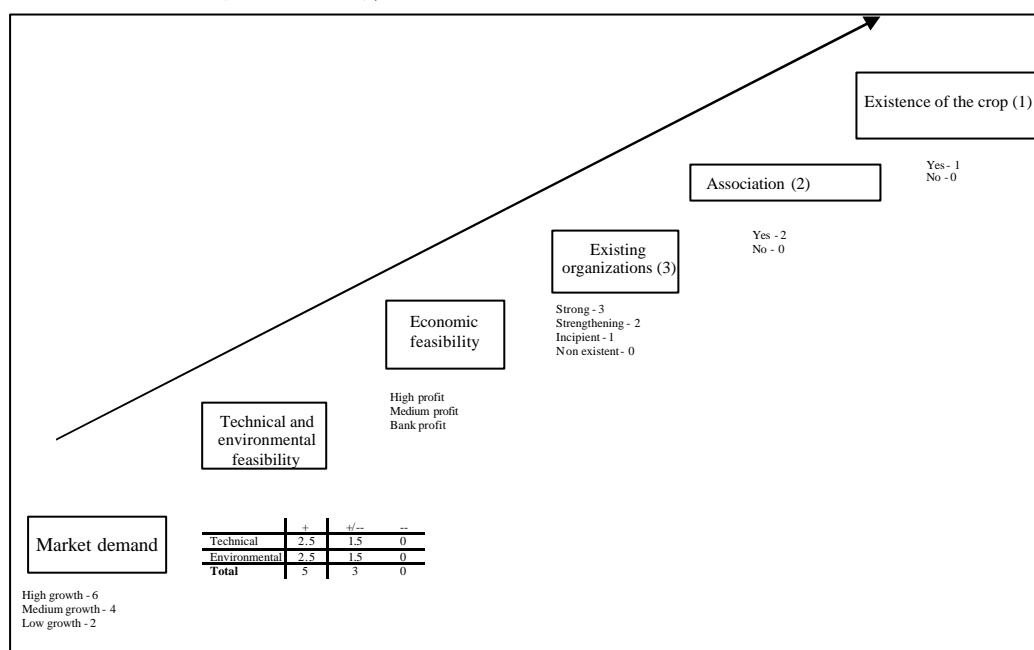 Existence of the crop (1)
Yes - 1
No - 0
Association (2)
Yes - 2
No - 0
Existing
organizations (3)
Strong - 3
Strengthening - 2
Incipient - 1
Non existent - 0
Economic
feasibility
High profit
Medium profit
Bank profit
Technical and
environmental
feasibility
+ +/-- --
Technical 2.5 1.5 0
Environmental 2.5 1.5 0
Total 5 3 0
Market demand
High growth - 6
Medium growth - 4
Low growth - 2